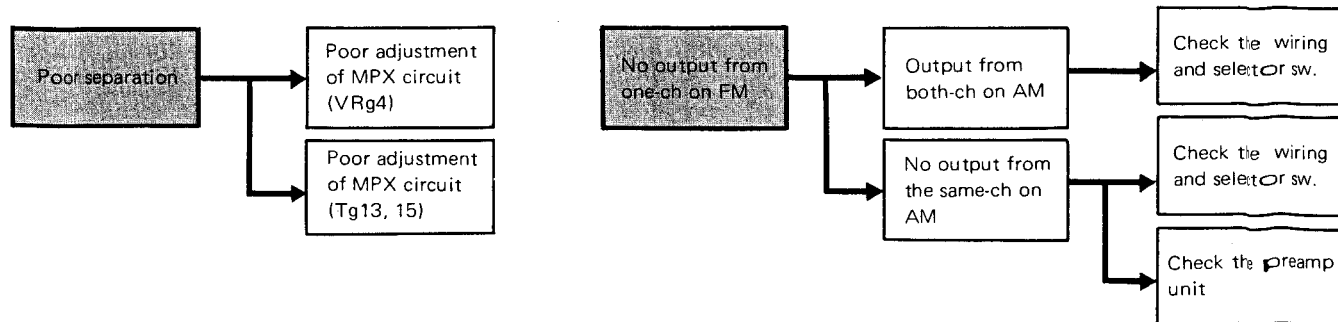 Poor separation
Poor adjustment
of MPX circuit
(VRg4)
Poor adjustment
of MPX circuit
(Tg13, 15)
No output from
one-ch on FM
Output from
both-ch on AM
Check the wiring
and selector sw.
No output from
the same-ch on
AM
Check the wiring
and selector sw.
Check the preamp
unit